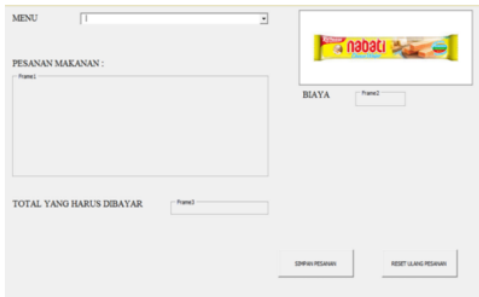 MENU
1
nabati
PESANAN MAKANAN :
Frame1
BIAYA
Frame2
TOTAL YANG HARUS DIBAYAR
Frame3
SIMPAN PESANAN
RESET ULANG PESANAN